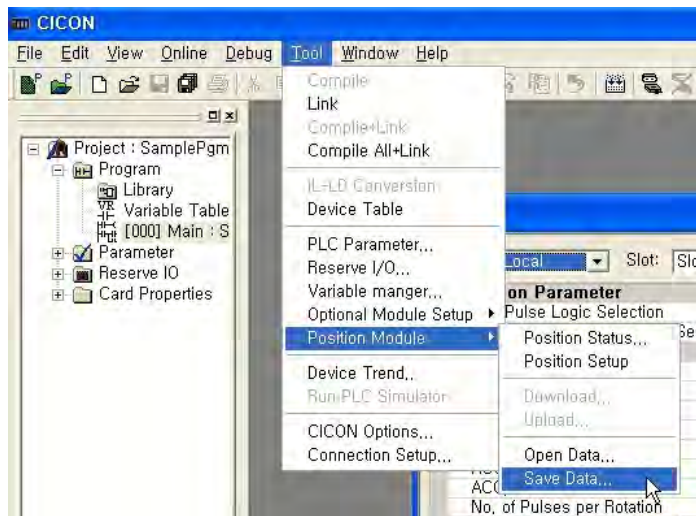 CICON
File Edit View Online Debug Tool Window Help
Project : SamplePgm
Program
Library
Variable Table
[000] Main : S
Parameter
Reserve IO
Card Properties
Compile
Link
Complie+Link
Compile All+Link
IL-LD Conversion
Device Table
PLC Parameter...
Reserve I/O...
Variable manger...
Optional Module Setup
Position Module
Device Trend..
Run PLC Simulator
CICON Options...
Connection Setup...
Local Slot: Slo
on Parameter
Pulse Logic Selection
Position Status...
Position Setup
Download...
Upload...
Open Data...
Save Data...
ACC
No, of Pulses per Rotation